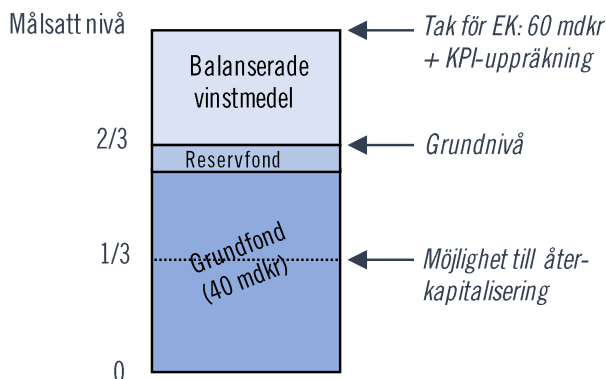 Målsatt nivå
Tak för EK: 60 mdkr
+ KPI-uppräkning
Balanserade
vinstmedel
2/3
Grundnivå
Reservfond
Grundfond
(40 mdkr)
1/3
Möjlighet till åter-
kapitalisering
0